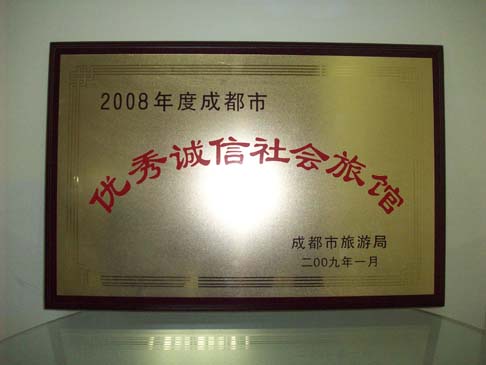 2008年度成都市
优秀诚信社会旅馆
成都市旅游局
二00九年一月